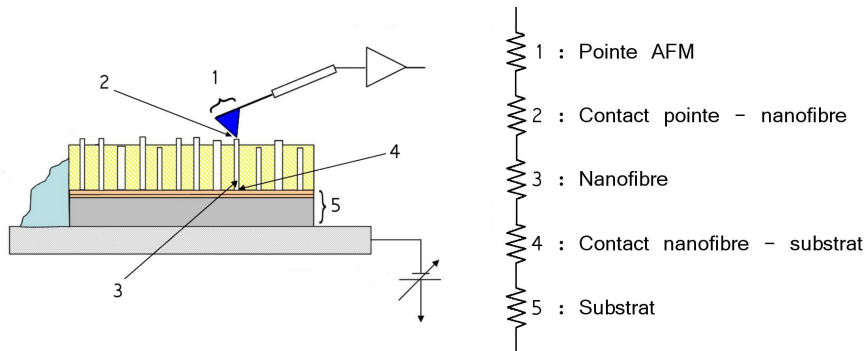 1
2
4
5
3
1 : Pointe AFM
2 : Contact pointe - nanofibre
3 : Nanofibre
4 : Contact nanofibre - substrat
5 : Substrat